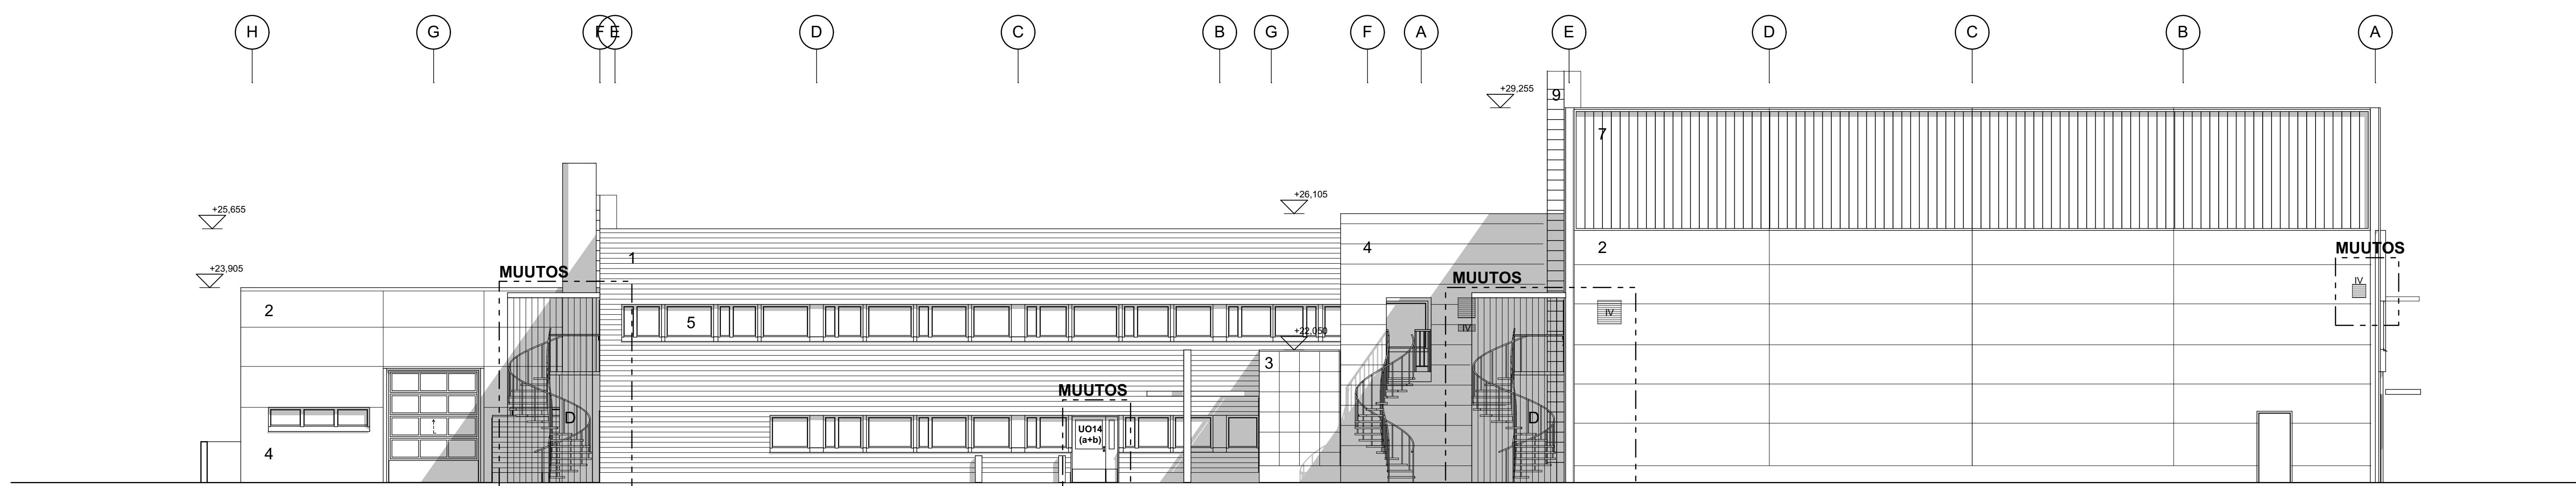 H G F E D C B G F A E D C B A
+29,255
9
7
+26,105
+25,655
4
2
MUUTOS
1
+23,905
MUUTOS
MUUTOS
IV
2
IV
5
IV
+22,050
3
MUUTOS
D
D
UO14
(a+b)
4